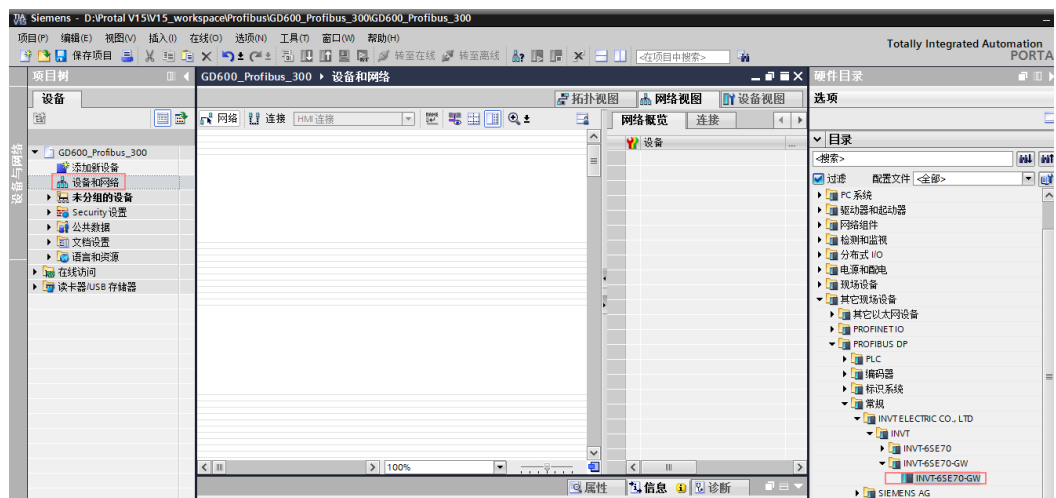 Siemens - D:\Protal V15\V15_workspace\Profibus\GD600_Profibus_300\GD600_Profibus_300
项目(P) 编辑(E) 视图(V) 插入(I) 在线(O) 选项(N) 工具(T) 窗口(W) 帮助(H)
Totally Integrated Automation
PORTA
保存项目 转至在线 转至离线 <在项目中搜索>
项目树
GD600_Profibus_300 ▸ 设备和网络
硬件目录
设备
拓扑视图 网络视图 设备视图
选项
网络 连接 HMI 连接
网络概览 连接
设备 ...
目录
<搜索>
过滤 配置文件 <全部>
设备与网络
GD600_Profibus_300
添加新设备
设备和网络
未分组的设备
Security 设置
公共数据
文档设置
语言和资源
在线访问
读卡器/USB 存储器
PC 系统
驱动器和起动器
网络组件
检测和监视
分布式 I/O
电源和配电
现场设备
其它现场设备
其它以太网设备
PROFINET IO
PROFIBUS DP
PLC
编码器
标识系统
常规
INVT ELECTRIC CO., LTD
INVT
INVT-6SE70
INVT-6SE70-GW
INVT-6SE70-GW
SIEMENS AG
100%
属性 信息 诊断